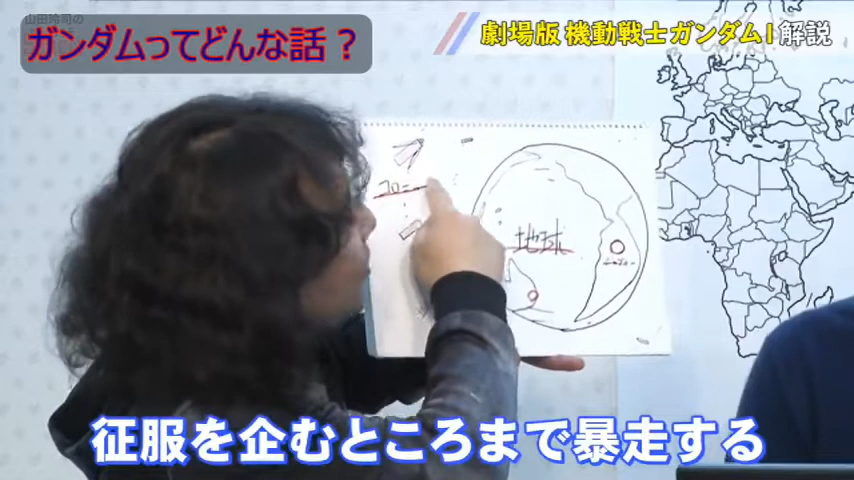 山田玲司の
ガンダムってどんな話？
劇場版 機動戦士ガンダムI 解説
コロニー
地球
征服を企むところまで暴走する